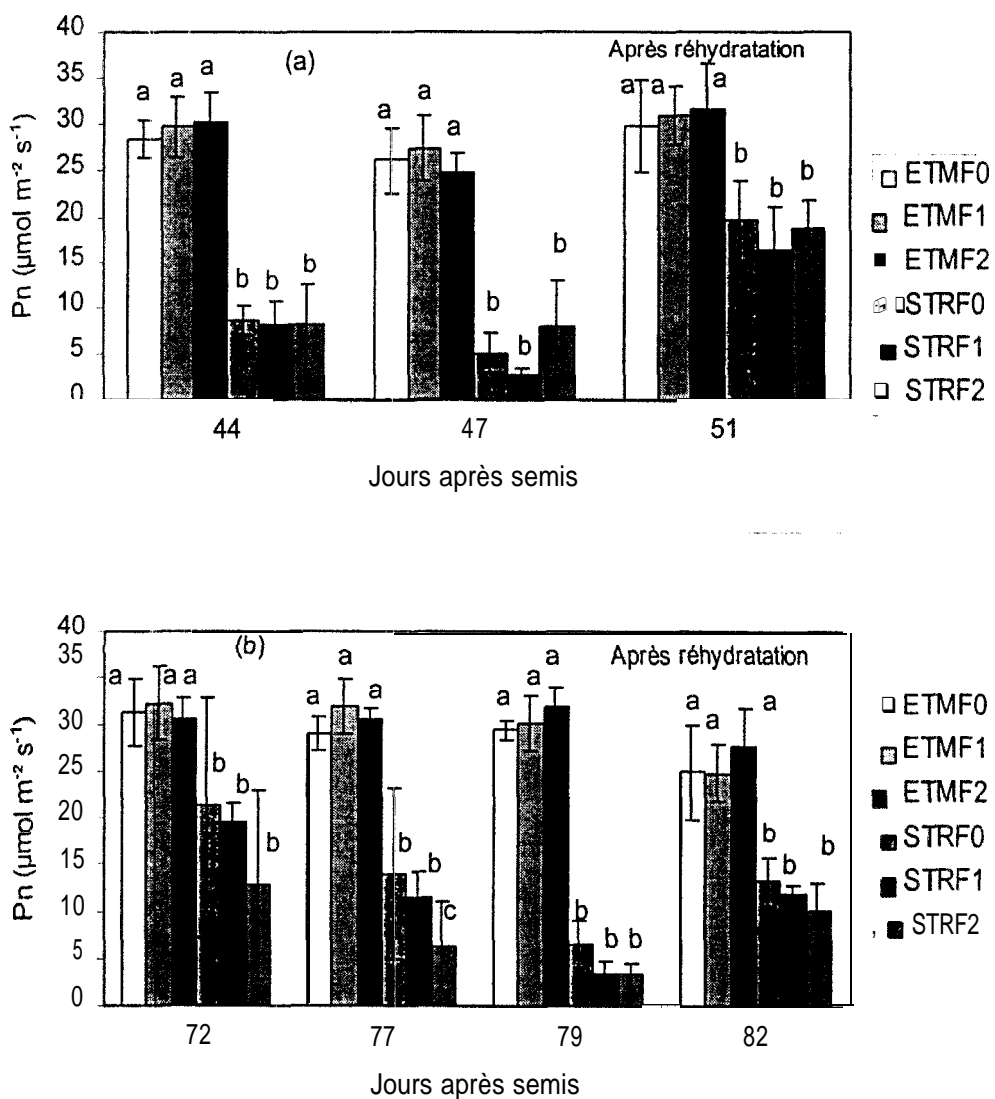 40
(a)
Après réhydratation
35
a a a a a a a a a
30
25
20
15
10
5
0
b b b b b b b b b
Pn (µmol m⁻² s⁻¹)
44 47 51
Jours après semis
ETMF0
ETMF1
ETMF2
STRF0
STRF1
STRF2
40
(b)
Après réhydratation
35
a a a a a a a a a a a a
30
25
20
15
10
5
0
b b b b b c b b b b b b
Pn (µmol m⁻² s⁻¹)
72 77 79 82
Jours après semis
ETMF0
ETMF1
ETMF2
STRF0
STRF1
, STRF2